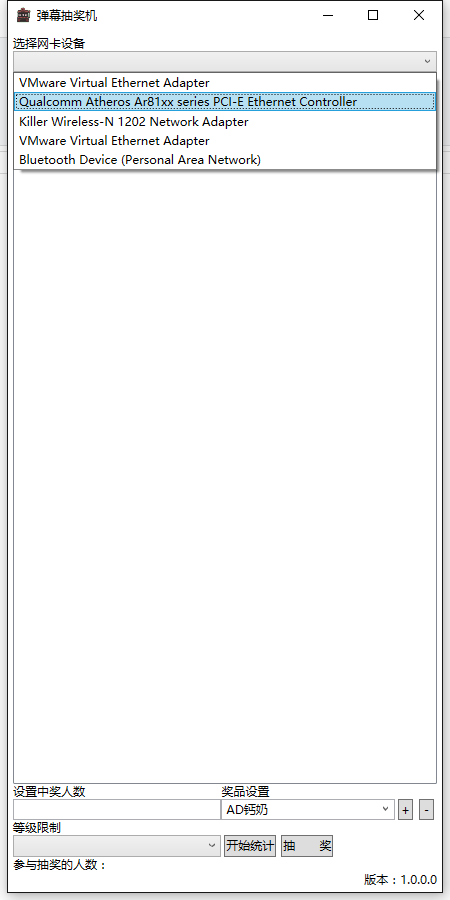 弹幕抽奖机
选择网卡设备
VMware Virtual Ethernet Adapter
Qualcomm Atheros Ar81xx series PCI-E Ethernet Controller
Killer Wireless-N 1202 Network Adapter
VMware Virtual Ethernet Adapter
Bluetooth Device (Personal Area Network)
设置中奖人数 奖品设置
AD钙奶 + -
等级限制
开始统计 抽 奖
参与抽奖的人数：
版本：1.0.0.0